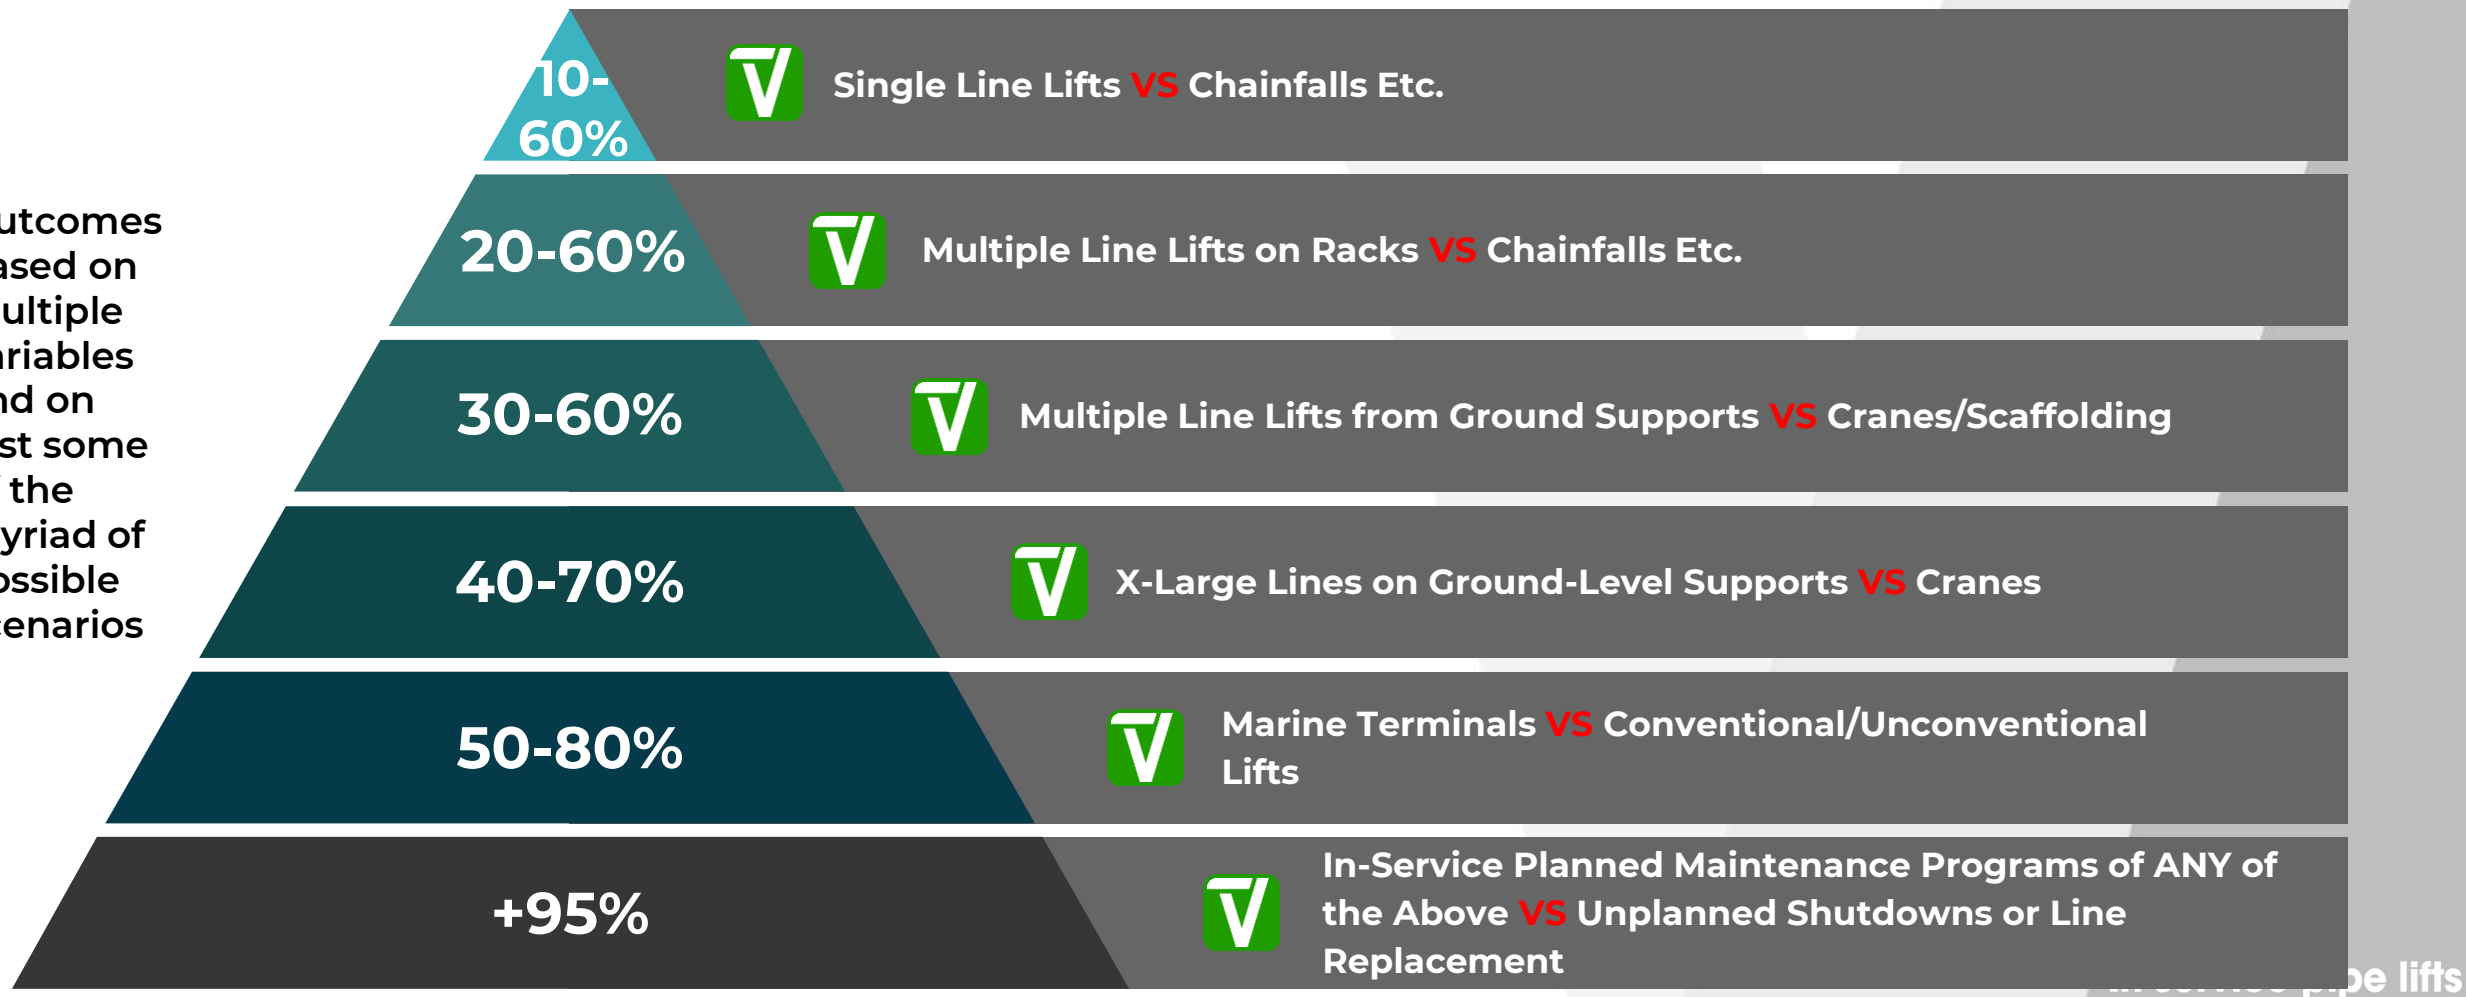 10-
60%
Single Line Lifts VS Chainfalls Etc.
20-60%
Multiple Line Lifts on Racks VS Chainfalls Etc.
30-60%
Multiple Line Lifts from Ground Supports VS Cranes/Scaffolding
40-70%
X-Large Lines on Ground-Level Supports VS Cranes
50-80%
Marine Terminals VS Conventional/Unconventional
Lifts
+95%
In-Service Planned Maintenance Programs of ANY of
the Above VS Unplanned Shutdowns or Line
Replacement
utcomes
ased on
ultiple
ariables
nd on
st some
the
yriad of
ossible
cenarios
pe lifts